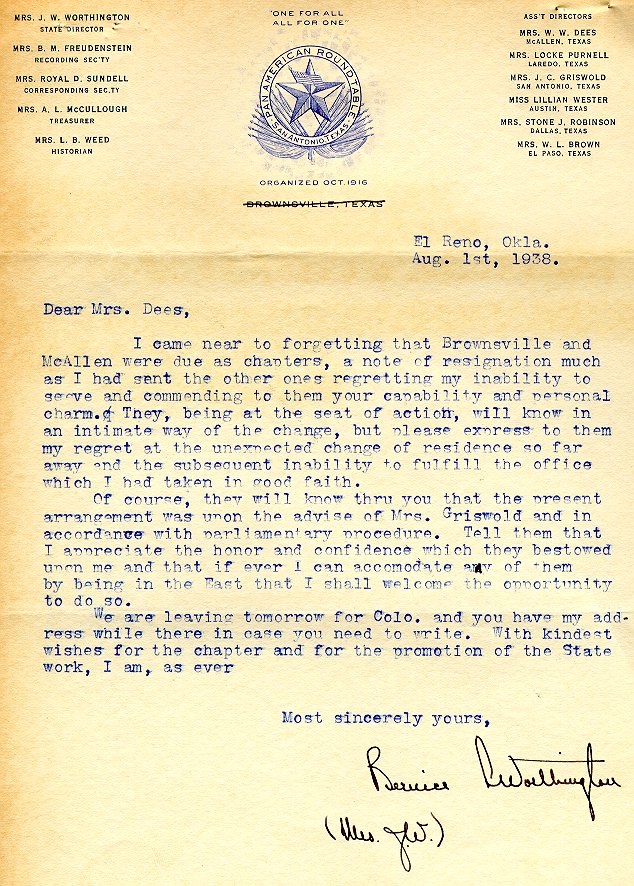 MRS. J. W. WORTHINGTON
STATE DIRECTOR
MRS. B. M. FREUDENSTEIN
RECORDING SEC'TY
MRS. ROYAL D. SUNDELL
CORRESPONDING SEC.TY
MRS. A. L. McCULLOUGH
TREASURER
MRS. L. B. WEED
HISTORIAN
"ONE FOR ALL
ALL FOR ONE"
PAN AMERICAN ROUND TABLE
SAN ANTONIO, TEXAS
ORGANIZED OCT. 1916
BROWNSVILLE, TEXAS
ASS'T DIRECTORS
MRS. W. W. DEES
McALLEN, TEXAS
MRS. LOCKE PURNELL
LAREDO, TEXAS
MRS. J. C. GRISWOLD
SAN ANTONIO, TEXAS
MISS LILLIAN WESTER
AUSTIN, TEXAS
MRS. STONE J. ROBINSON
DALLAS, TEXAS
MRS. W. L. BROWN
EL PASO, TEXAS
El Reno, Okla.
Aug. 1st, 1938.
Dear Mrs. Dees,
I came near to forgetting that Brownsville and
McAllen were due as chapters, a note of resignation much
as I had sent the other ones regretting my inability to
serve and commending to them your capability and personal
charm. They, being at the seat of action, will know in
an intimate way of the change, but please express to them
my regret at the unexpected change of residence so far
away and the subsequent inability to fulfill the office
which I had taken in good faith.
Of course, they will know thru you that the present
arrangement was upon the advise of Mrs. Griswold and in
accordance with parliamentary procedure. Tell them that
I appreciate the honor and confidence which they bestowed
upon me and that if ever I can accomodate any of them
by being in the East that I shall welcome the opportunity
to do so.
We are leaving tomorrow for Colo. and you have my add-
ress while there in case you need to write. With kindest
wishes for the chapter and for the promotion of the State
work, I am, as ever
Most sincerely yours,
Bernice Worthington
(Mrs. J.W.)